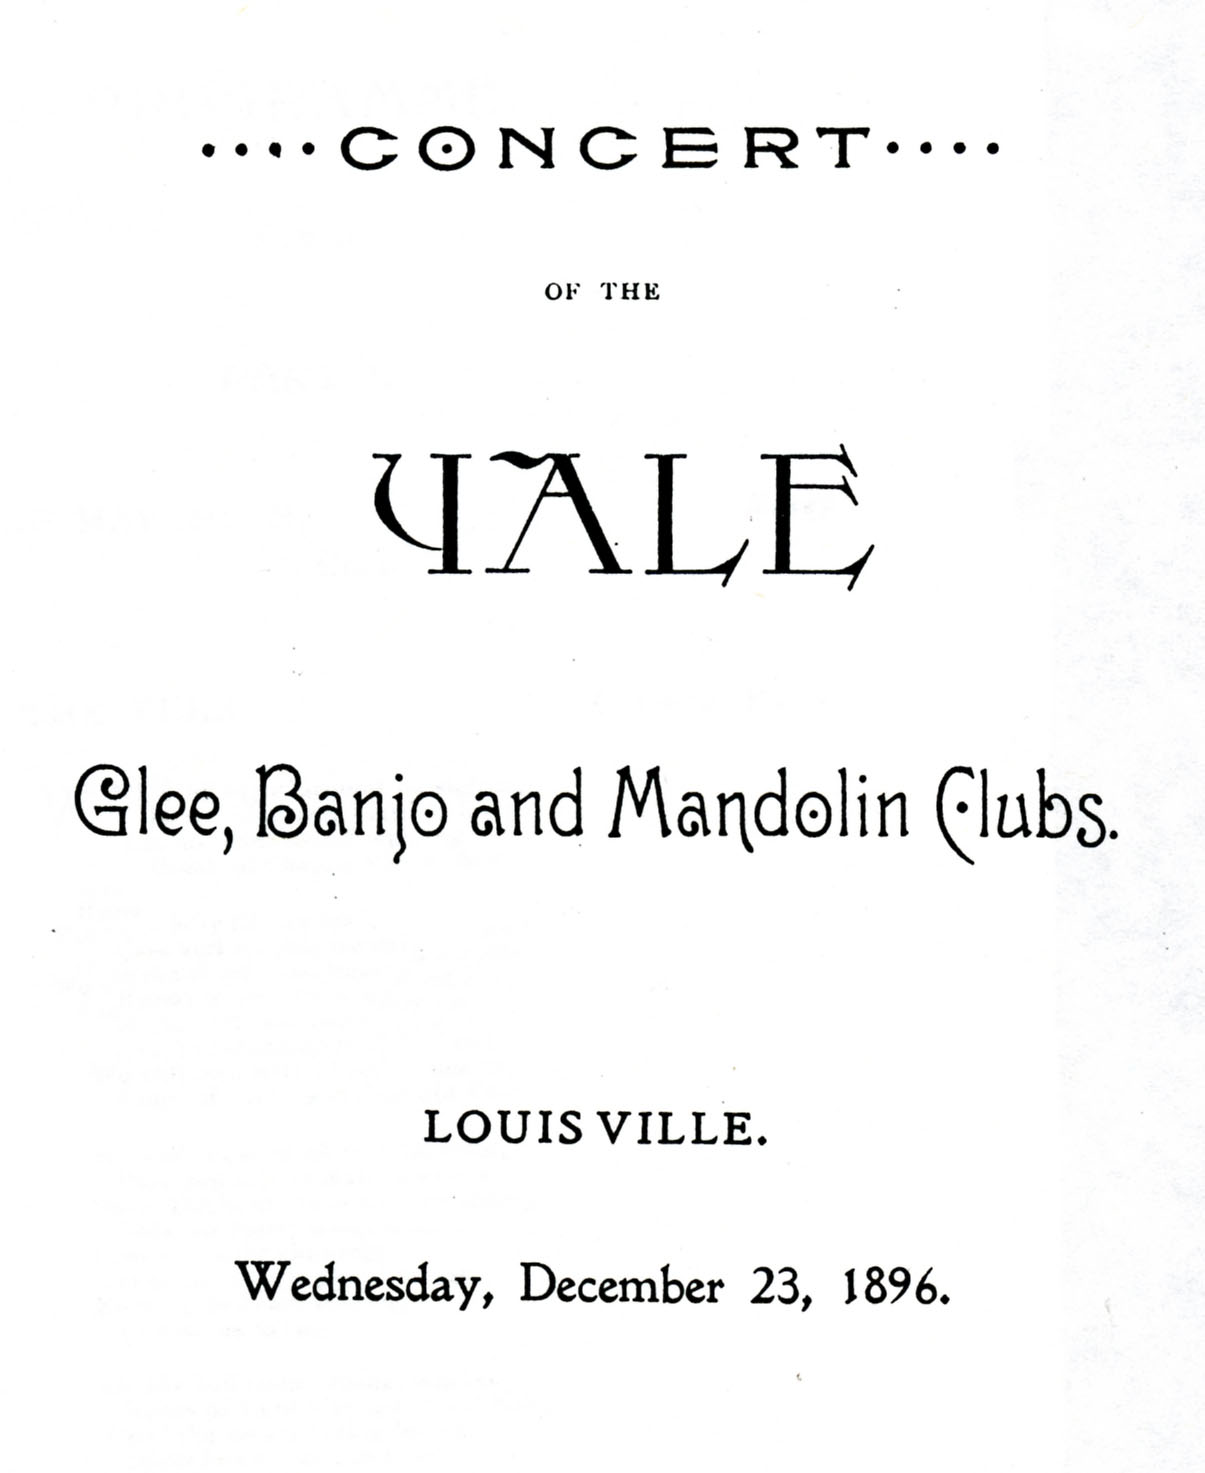 ....CONCERT....
OF THE
YALE
Glee, Banjo and Mandolin Clubs.
LOUISVILLE.
Wednesday, December 23, 1896.